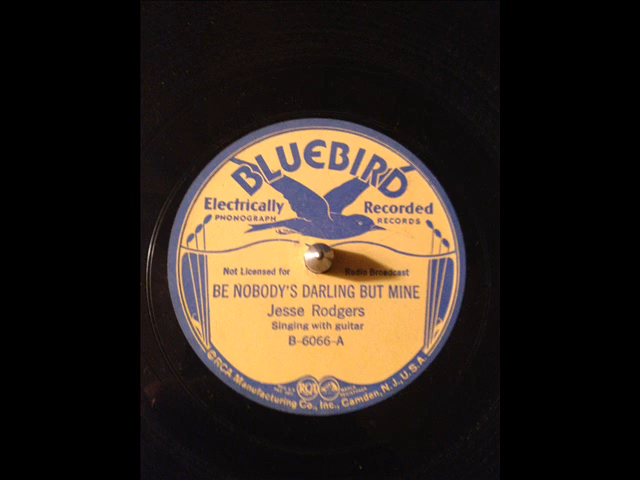 BLUEBIRD
Electrically Recorded
PHONOGRAPH RECORDS
Not Licensed for Radio Broadcast
BE NOBODY'S DARLING BUT MINE
Jesse Rodgers
Singing with guitar
B-6066-A
RCA Manufacturing Co., Inc., Camden, N.J., U.S.A.